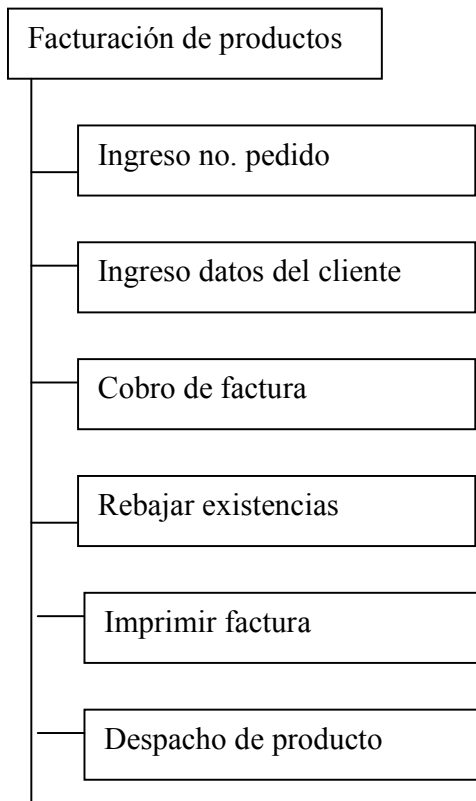 Facturación de productos
Ingreso no. pedido
Ingreso datos del cliente
Cobro de factura
Rebajar existencias
Imprimir factura
Despacho de producto